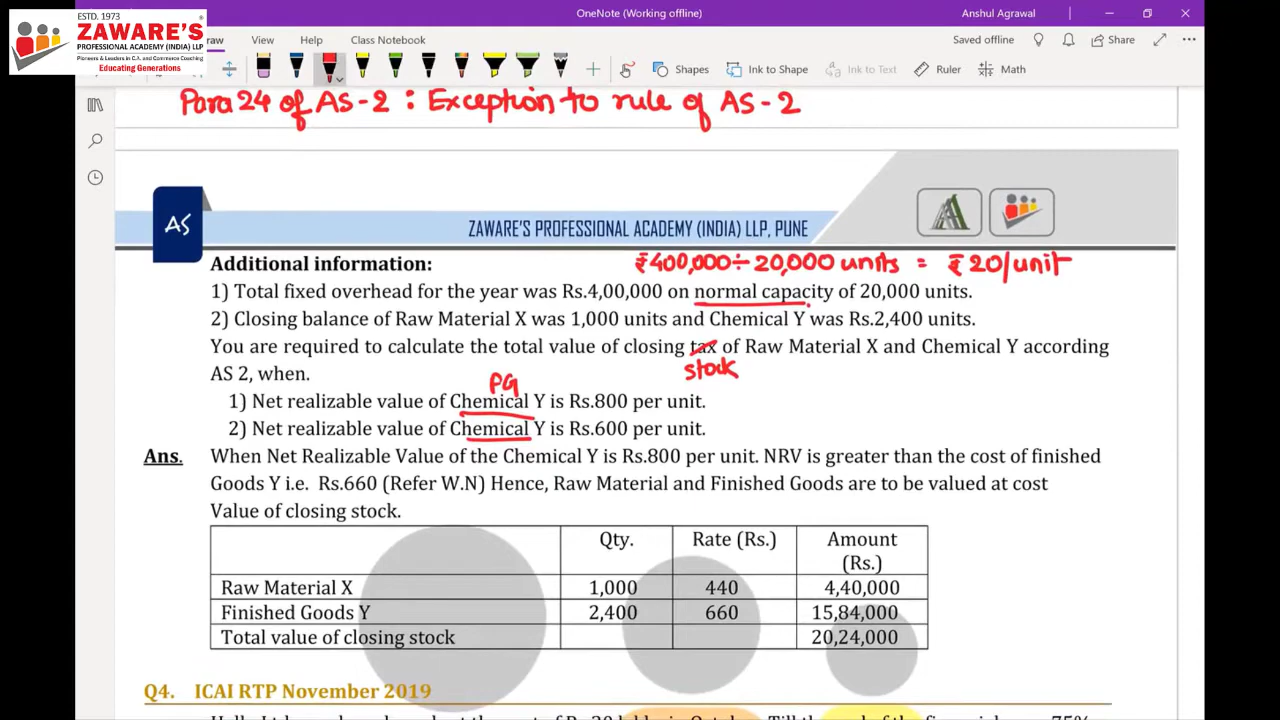 ESTD. 1973
ZAWARE'S
PROFESSIONAL ACADEMY (INDIA) LLP
Pioneers & Leaders in C.A. and Commerce Coaching
Educating Generations
OneNote (Working offline)
Anshul Agrawal
raw View Help Class Notebook
Saved offline
Share
Shapes
Ink to Shape
Ink to Text
Ruler
Math
Para 24 of AS-2 : Exception to rule of AS-2
AS
ZAWARE'S PROFESSIONAL ACADEMY (INDIA) LLP, PUNE
Additional information:
₹400,000 ÷ 20,000 units = ₹20/unit
1) Total fixed overhead for the year was Rs.4,00,000 on normal capacity of 20,000 units.
2) Closing balance of Raw Material X was 1,000 units and Chemical Y was Rs.2,400 units.
You are required to calculate the total value of closing tax of Raw Material X and Chemical Y according
stock
AS 2, when.
FG
1) Net realizable value of Chemical Y is Rs.800 per unit.
2) Net realizable value of Chemical Y is Rs.600 per unit.
Ans. When Net Realizable Value of the Chemical Y is Rs.800 per unit. NRV is greater than the cost of finished
Goods Y i.e. Rs.660 (Refer W.N) Hence, Raw Material and Finished Goods are to be valued at cost
Value of closing stock.
Qty. Rate (Rs.) Amount
(Rs.)
Raw Material X 1,000 440 4,40,000
Finished Goods Y 2,400 660 15,84,000
Total value of closing stock 20,24,000
Q4. ICAI RTP November 2019